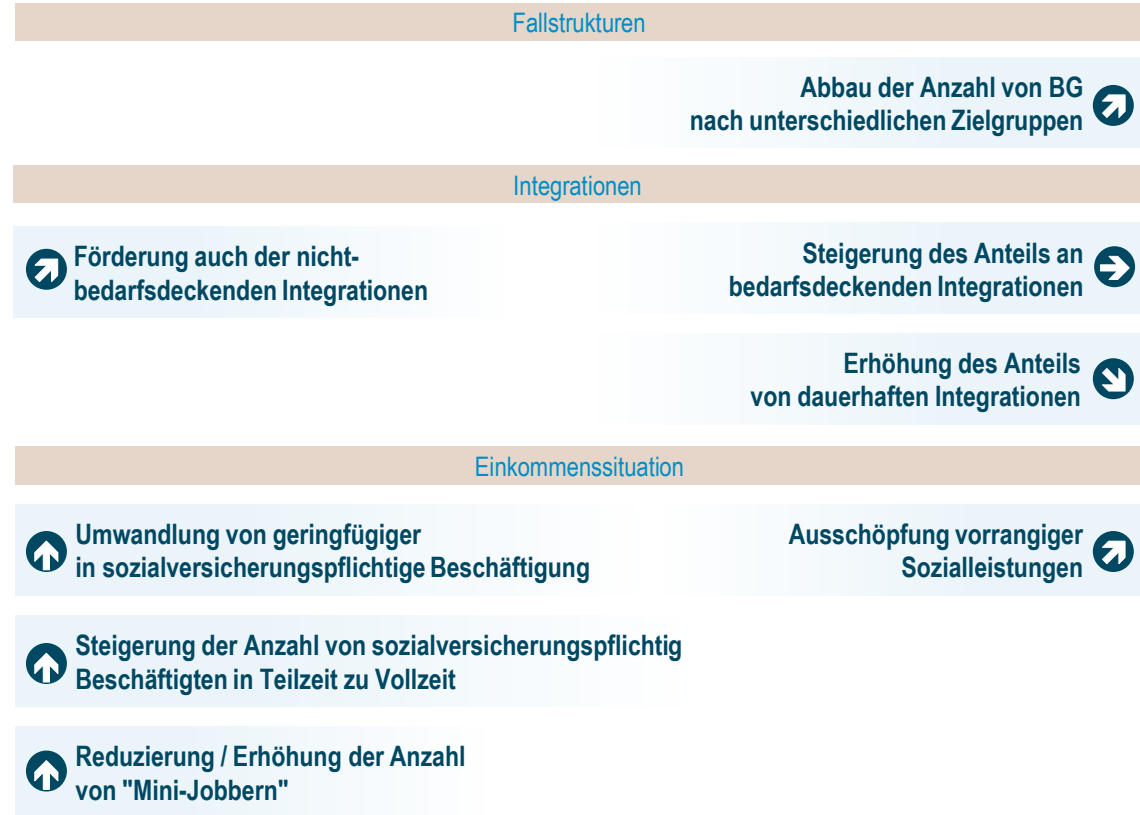 Fallstrukturen
Abbau der Anzahl von BG
nach unterschiedlichen Zielgruppen
Integrationen
Förderung auch der nicht-
bedarfsdeckenden Integrationen
Steigerung des Anteils an
bedarfsdeckenden Integrationen
Erhöhung des Anteils
von dauerhaften Integrationen
Einkommenssituation
Umwandlung von geringfügiger
in sozialversicherungspflichtige Beschäftigung
Ausschöpfung vorrangiger
Sozialleistungen
Steigerung der Anzahl von sozialversicherungspflichtig
Beschäftigten in Teilzeit zu Vollzeit
Reduzierung / Erhöhung der Anzahl
von "Mini-Jobbern"